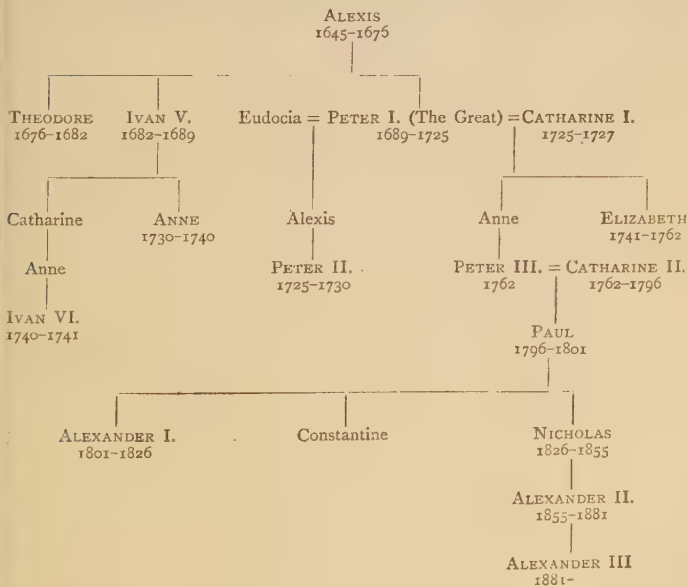 ALEXIS
1645-1676
THEODORE IVAN V. Eudocia = PETER I. (The Great) = CATHARINE I.
1676-1682 1682-1689 1689-1725 1725-1727
Catharine ANNE Alexis Anne ELIZABETH
1730-1740 1741-1762
Anne PETER II. PETER III. = CATHARINE II.
1725-1730 1762 1762-1796
IVAN VI.
1740-1741
PAUL
1796-1801
ALEXANDER I. Constantine NICHOLAS
1801-1826 1826-1855
ALEXANDER II.
1855-1881
ALEXANDER III
1881-